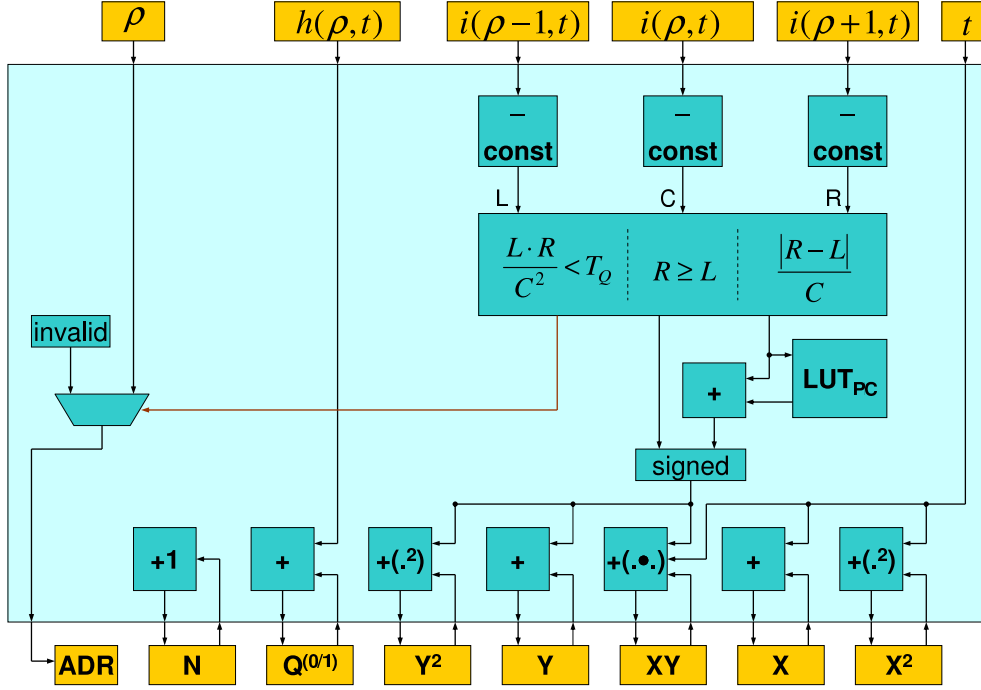 ρ h(ρ,t) i(ρ−1,t) i(ρ,t) i(ρ+1,t) t
− − −
const const const
L C R
L · R / C² < T_Q R ≥ L |R − L| / C
invalid
LUT_PC
+
signed
+1 + +(.²) + +(.●.) + +(.²)
ADR N Q^(0/1) Y² Y XY X X²